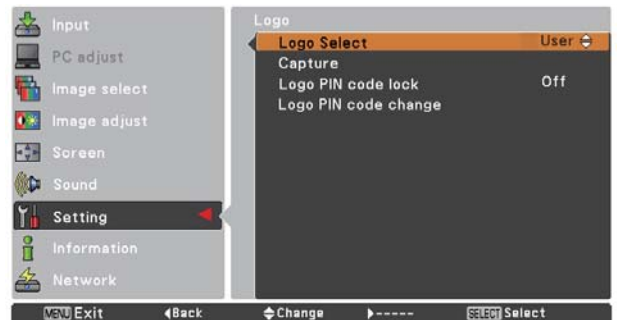 Input
PC adjust
Image select
Image adjust
Screen
Sound
Setting
Information
Network
Logo
Logo Select User
Capture
Logo PIN code lock Off
Logo PIN code change
MENU Exit Back Change ----- SELECT Select